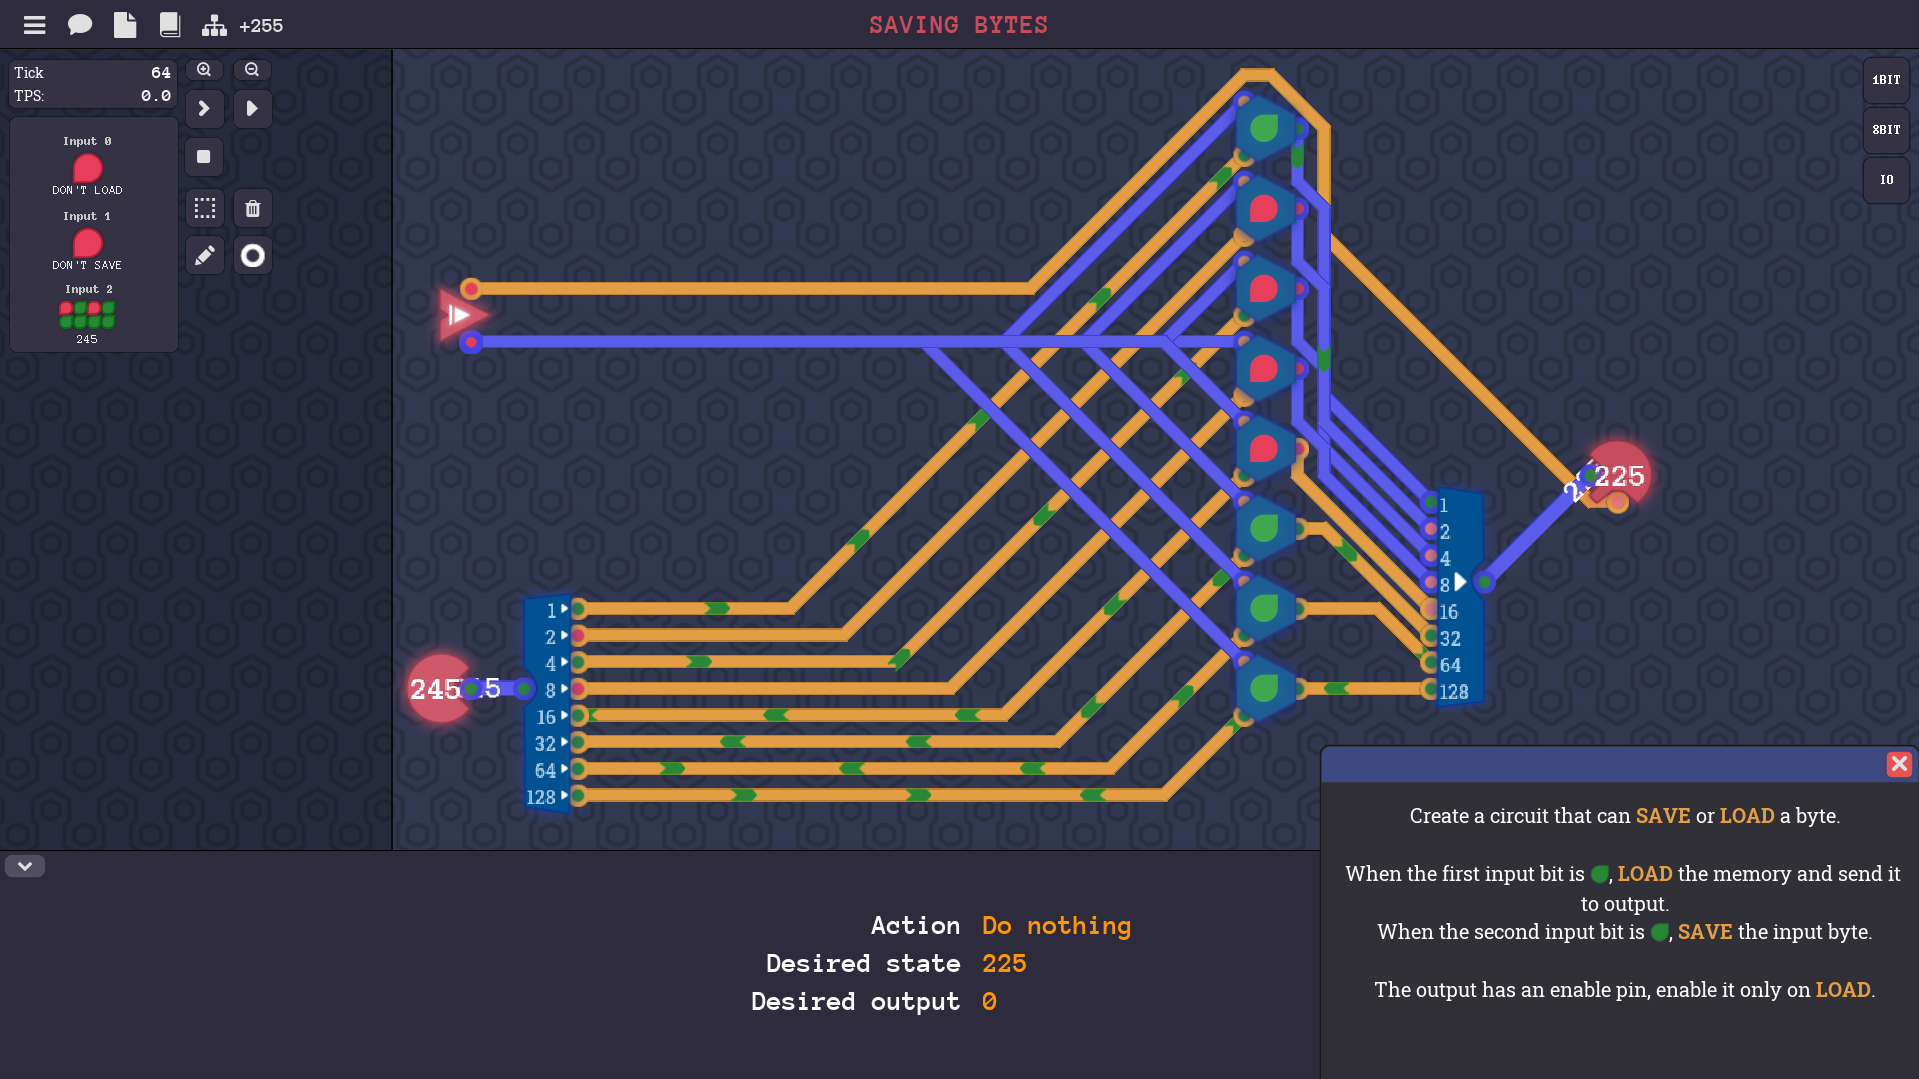 +255
SAVING BYTES
Tick 64
TPS: 0.0
Input 0
DON'T LOAD
Input 1
DON'T SAVE
Input 2
245
1BIT
8BIT
IO
225
1
2
4
8
16
32
64
128
245
1
2
4
8
16
32
64
128
Create a circuit that can SAVE or LOAD a byte.
When the first input bit is , LOAD the memory and send it
to output.
When the second input bit is , SAVE the input byte.
The output has an enable pin, enable it only on LOAD.
Action Do nothing
Desired state 225
Desired output 0